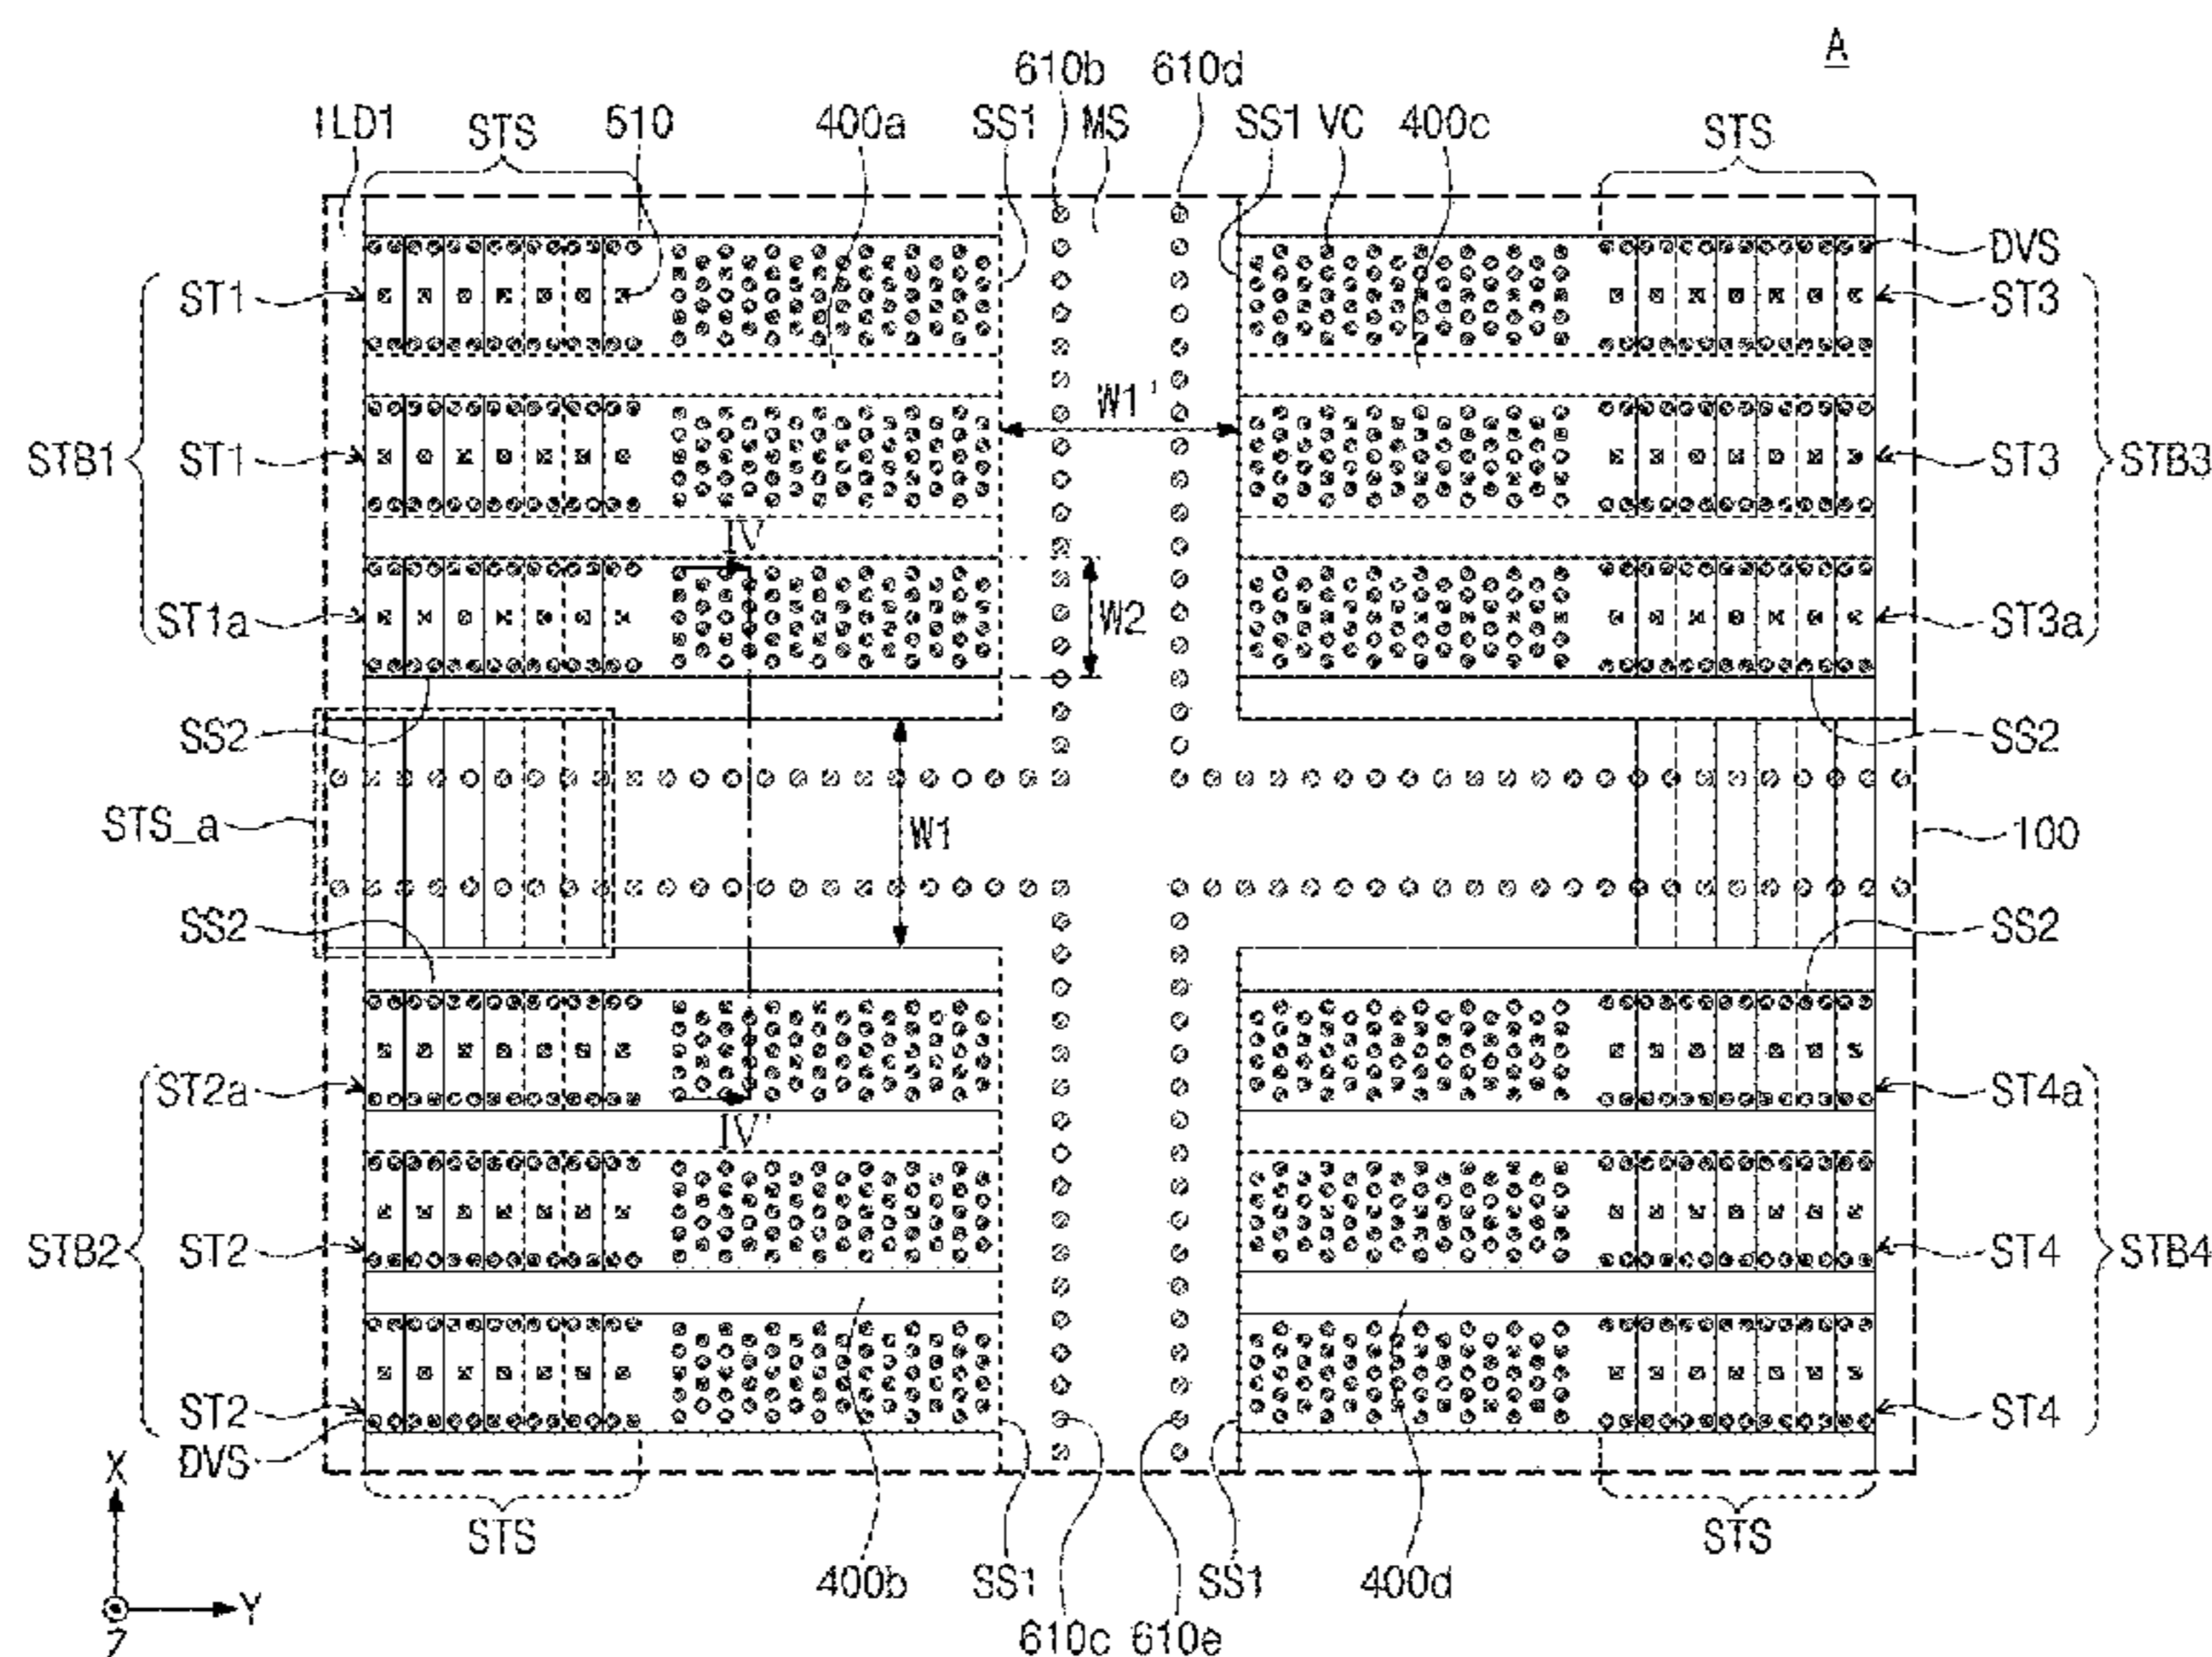 A
610b 610d
ILD1 STS 510 400a SS1 MS SS1 VC 400c STS
DVS
ST1 ST3
W1'
STB1 ST1 ST3 STB3
IV
ST1a W2 ST3a
SS2 SS2
STS_a W1 100
SS2 SS2
ST2a ST4a
IV'
STB2 ST2 ST4 STB4
ST2 ST4
X DVS
STS STS
400b SS1 SS1 400d
Y
610c 610e
Z